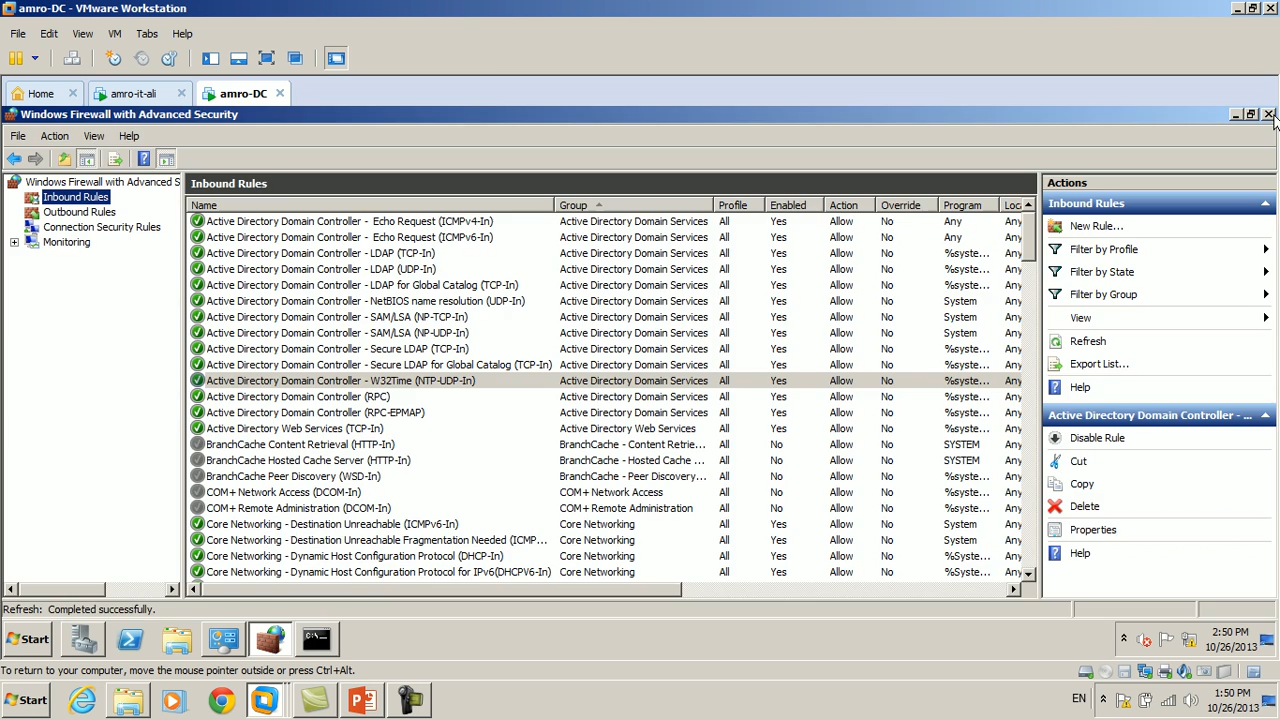 amro-DC - VMware Workstation
File Edit View VM Tabs Help
Home amro-it-ali amro-DC
Windows Firewall with Advanced Security
File Action View Help
Windows Firewall with Advanced S
Inbound Rules
Outbound Rules
Connection Security Rules
Monitoring
Inbound Rules
Name Group Profile Enabled Action Override Program Loca
Active Directory Domain Controller - Echo Request (ICMPv4-In) Active Directory Domain Services All Yes Allow No Any Any
Active Directory Domain Controller - Echo Request (ICMPv6-In) Active Directory Domain Services All Yes Allow No Any Any
Active Directory Domain Controller - LDAP (TCP-In) Active Directory Domain Services All Yes Allow No %syste... Any
Active Directory Domain Controller - LDAP (UDP-In) Active Directory Domain Services All Yes Allow No %syste... Any
Active Directory Domain Controller - LDAP for Global Catalog (TCP-In) Active Directory Domain Services All Yes Allow No %syste... Any
Active Directory Domain Controller - NetBIOS name resolution (UDP-In) Active Directory Domain Services All Yes Allow No System Any
Active Directory Domain Controller - SAM/LSA (NP-TCP-In) Active Directory Domain Services All Yes Allow No System Any
Active Directory Domain Controller - SAM/LSA (NP-UDP-In) Active Directory Domain Services All Yes Allow No System Any
Active Directory Domain Controller - Secure LDAP (TCP-In) Active Directory Domain Services All Yes Allow No %syste... Any
Active Directory Domain Controller - Secure LDAP for Global Catalog (TCP-In) Active Directory Domain Services All Yes Allow No %syste... Any
Active Directory Domain Controller - W32Time (NTP-UDP-In) Active Directory Domain Services All Yes Allow No %syste... Any
Active Directory Domain Controller (RPC) Active Directory Domain Services All Yes Allow No %syste... Any
Active Directory Domain Controller (RPC-EPMAP) Active Directory Domain Services All Yes Allow No %syste... Any
Active Directory Web Services (TCP-In) Active Directory Web Services All Yes Allow No %syste... Any
BranchCache Content Retrieval (HTTP-In) BranchCache - Content Retrie... All No Allow No SYSTEM Any
BranchCache Hosted Cache Server (HTTP-In) BranchCache - Hosted Cache ... All No Allow No SYSTEM Any
BranchCache Peer Discovery (WSD-In) BranchCache - Peer Discovery... All No Allow No %syste... Any
COM+ Network Access (DCOM-In) COM+ Network Access All No Allow No %syste... Any
COM+ Remote Administration (DCOM-In) COM+ Remote Administration All No Allow No %syste... Any
Core Networking - Destination Unreachable (ICMPv6-In) Core Networking All Yes Allow No System Any
Core Networking - Destination Unreachable Fragmentation Needed (ICMP... Core Networking All Yes Allow No System Any
Core Networking - Dynamic Host Configuration Protocol (DHCP-In) Core Networking All Yes Allow No %Syste... Any
Core Networking - Dynamic Host Configuration Protocol for IPv6(DHCPV6-In) Core Networking All Yes Allow No %Syste... Any
Actions
Inbound Rules
New Rule...
Filter by Profile
Filter by State
Filter by Group
View
Refresh
Export List...
Help
Active Directory Domain Controller - ...
Disable Rule
Cut
Copy
Delete
Properties
Help
Refresh: Completed successfully.
Start 2:50 PM
10/26/2013
To return to your computer, move the mouse pointer outside or press Ctrl+Alt.
Start EN 1:50 PM
10/26/2013